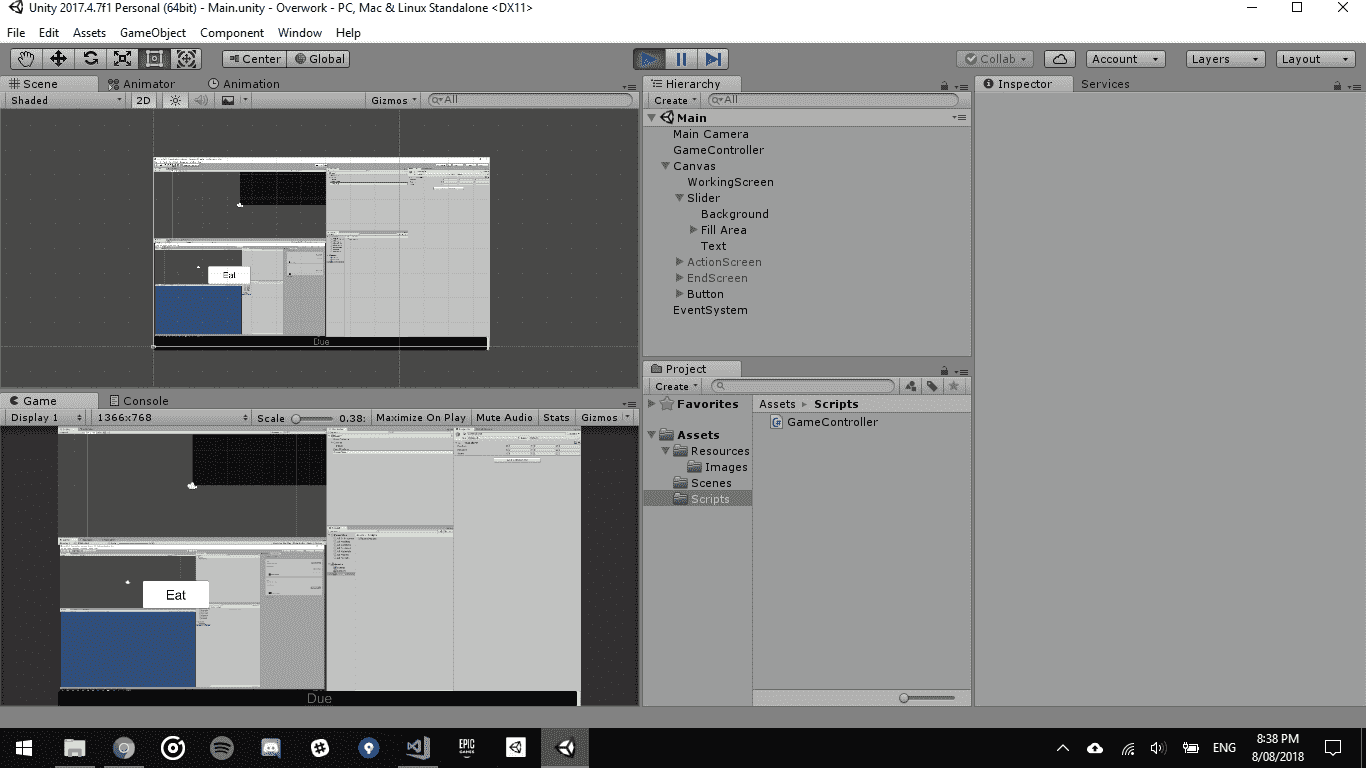 Unity 2017.4.7f1 Personal (64bit) - Main.unity - Overwork - PC, Mac & Linux Standalone <DX11>
File Edit Assets GameObject Component Window Help
Center Global Collab Account Layers Layout
Scene Animator Animation
Shaded 2D Gizmos All
Eat
Due
Game Console
Display 1 1366x768 Scale 0.38: Maximize On Play Mute Audio Stats Gizmos
Eat
Due
Hierarchy
Create All
Main
Main Camera
GameController
Canvas
WorkingScreen
Slider
Background
Fill Area
Text
ActionScreen
EndScreen
Button
EventSystem
Project
Create
Favorites
Assets
Resources
Images
Scenes
Scripts
Assets Scripts
GameController
Inspector Services
EPIC
GAMES
ENG
8:38 PM
8/08/2018